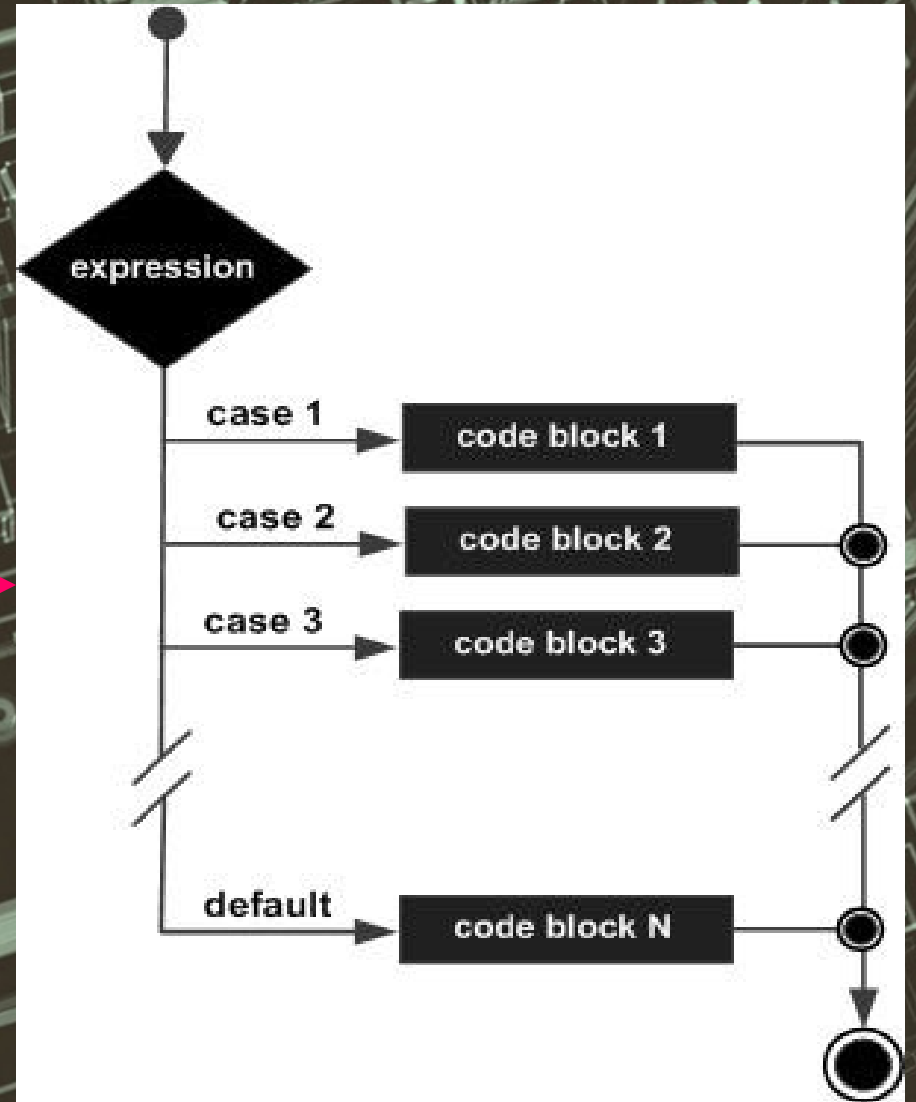 expression
case 1
code block 1
case 2
code block 2
case 3
code block 3
default
code block N